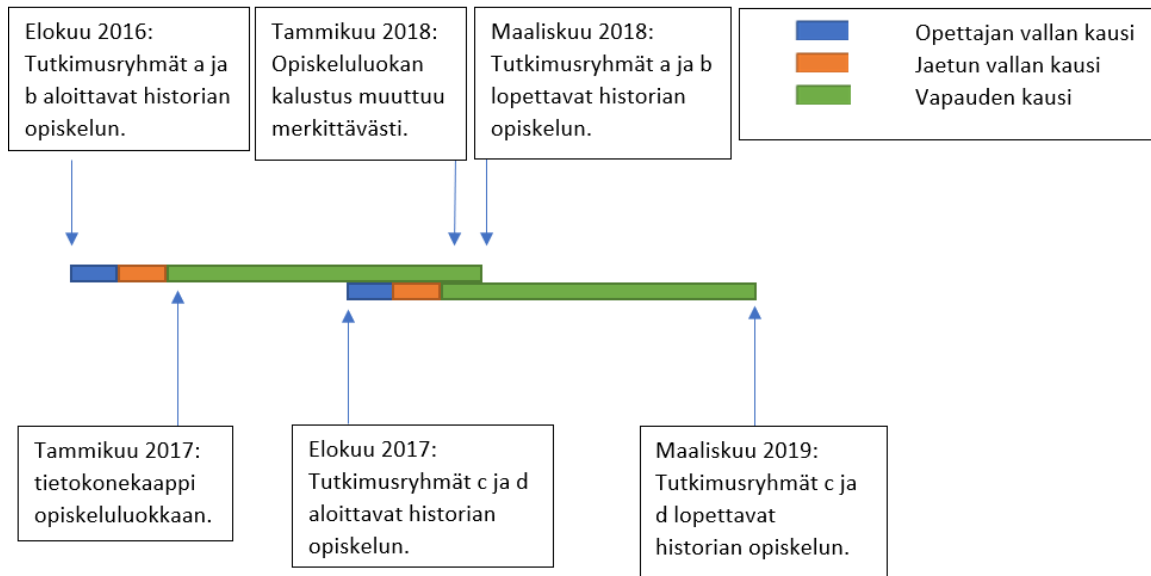 Elokuu 2016:
Tutkimusryhmät a ja
b aloittavat historian
opiskelun.
Tammikuu 2018:
Opiskeluluokan
kalustus muuttuu
merkittävästi.
Maaliskuu 2018:
Tutkimusryhmät a ja b
lopettavat historian
opiskelun.
Opettajan vallan kausi
Jaetun vallan kausi
Vapauden kausi
Tammikuu 2017:
tietokonekaappi
opiskeluluokkaan.
Elokuu 2017:
Tutkimusryhmät c ja d
aloittavat historian
opiskelun.
Maaliskuu 2019:
Tutkimusryhmät c ja
d lopettavat
historian opiskelun.